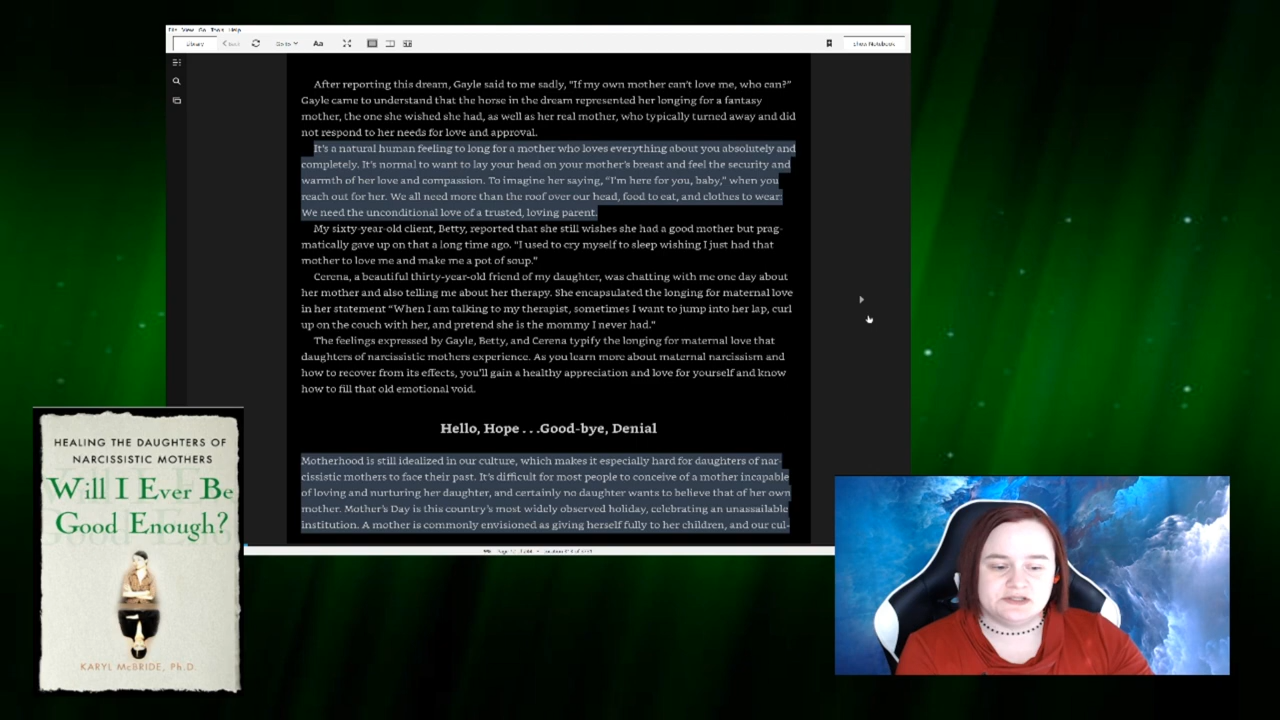 File View Go Tools Help
Library
Go to
Aa
Show Notebook
After reporting this dream, Gayle said to me sadly, “If my own mother can’t love me, who can?”
Gayle came to understand that the horse in the dream represented her longing for a fantasy
mother, the one she wished she had, as well as her real mother, who typically turned away and did
not respond to her needs for love and approval.
It’s a natural human feeling to long for a mother who loves everything about you absolutely and
completely. It’s normal to want to lay your head on your mother’s breast and feel the security and
warmth of her love and compassion. To imagine her saying, “I’m here for you, baby,” when you
reach out for her. We all need more than the roof over our head, food to eat, and clothes to wear:
We need the unconditional love of a trusted, loving parent.
My sixty-year-old client, Betty, reported that she still wishes she had a good mother but prag-
matically gave up on that a long time ago. “I used to cry myself to sleep wishing I just had that
mother to love me and make me a pot of soup.”
Cerena, a beautiful thirty-year-old friend of my daughter, was chatting with me one day about
her mother and also telling me about her therapy. She encapsulated the longing for maternal love
in her statement “When I am talking to my therapist, sometimes I want to jump into her lap, curl
up on the couch with her, and pretend she is the mommy I never had.”
The feelings expressed by Gayle, Betty, and Cerena typify the longing for maternal love that
daughters of narcissistic mothers experience. As you learn more about maternal narcissism and
how to recover from its effects, you’ll gain a healthy appreciation and love for yourself and know
how to fill that old emotional void.
Hello, Hope . . .Good-bye, Denial
Motherhood is still idealized in our culture, which makes it especially hard for daughters of nar-
cissistic mothers to face their past. It’s difficult for most people to conceive of a mother incapable
of loving and nurturing her daughter, and certainly no daughter wants to believe that of her own
mother. Mother’s Day is this country’s most widely observed holiday, celebrating an unassailable
institution. A mother is commonly envisioned as giving herself fully to her children, and our cul-
HEALING THE DAUGHTERS OF
NARCISSISTIC MOTHERS
Will I Ever Be
Good Enough?
KARYL McBRIDE, Ph.D.